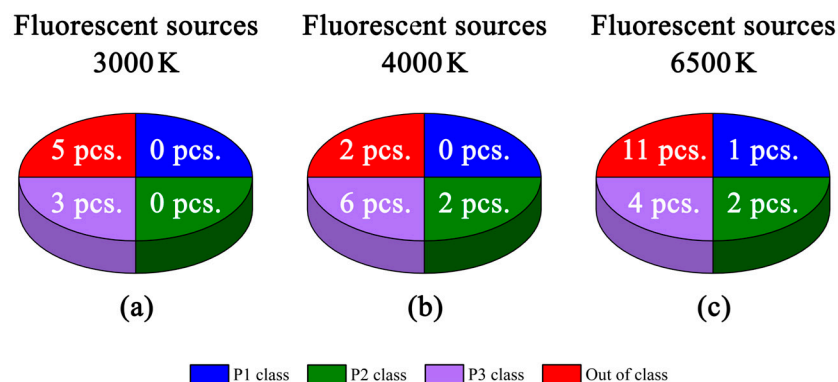 Fluorescent sources
3000 K
Fluorescent sources
4000 K
Fluorescent sources
6500 K
5 pcs. 0 pcs.
3 pcs. 0 pcs.
2 pcs. 0 pcs.
6 pcs. 2 pcs.
11 pcs. 1 pcs.
4 pcs. 2 pcs.
(a)
(b)
(c)
P1 class
P2 class
P3 class
Out of class